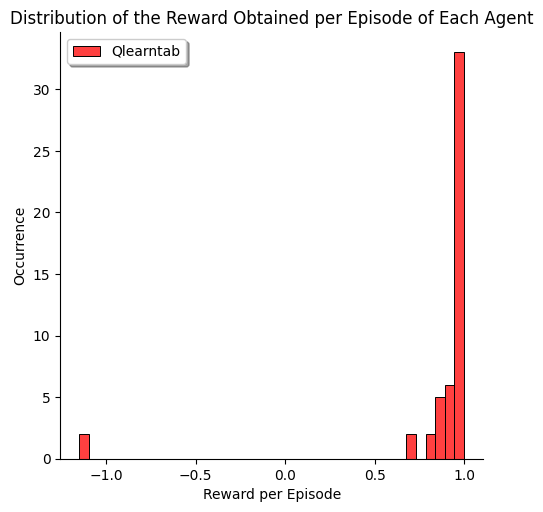 Distribution of the Reward Obtained per Episode of Each Agent
Qlearntab
Occurrence
30
25
20
15
10
5
0
−1.0 −0.5 0.0 0.5 1.0
Reward per Episode